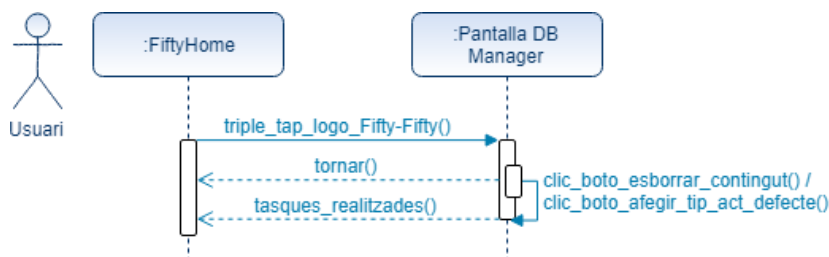 :FiftyHome
:Pantalla DB
Manager
Usuari
triple_tap_logo_Fifty-Fifty()
tornar()
clic_boto_esborrar_contingut() /
clic_boto_afegir_tip_act_defecte()
tasques_realitzades()